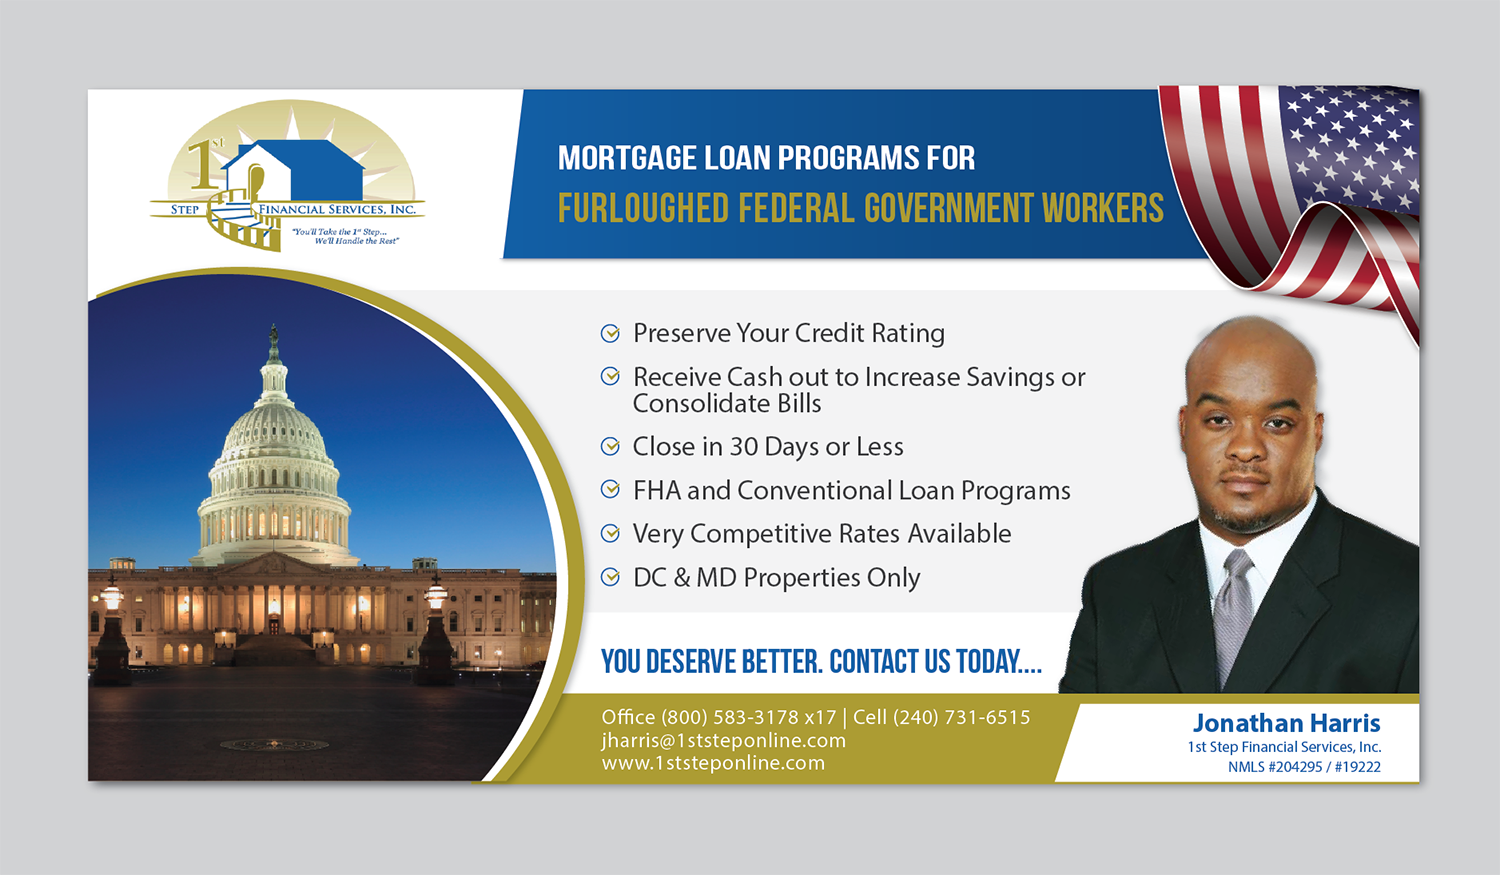 1st
Step Financial Services, Inc.
"You'll Take the 1st Step...
We'll Handle the Rest"
MORTGAGE LOAN PROGRAMS FOR
FURLOUGHED FEDERAL GOVERNMENT WORKERS
Preserve Your Credit Rating
Receive Cash out to Increase Savings or
Consolidate Bills
Close in 30 Days or Less
FHA and Conventional Loan Programs
Very Competitive Rates Available
DC & MD Properties Only
YOU DESERVE BETTER. CONTACT US TODAY....
Office (800) 583-3178 x17 | Cell (240) 731-6515
jharris@1ststeponline.com
www.1ststeponline.com
Jonathan Harris
1st Step Financial Services, Inc.
NMLS #204295 / #19222